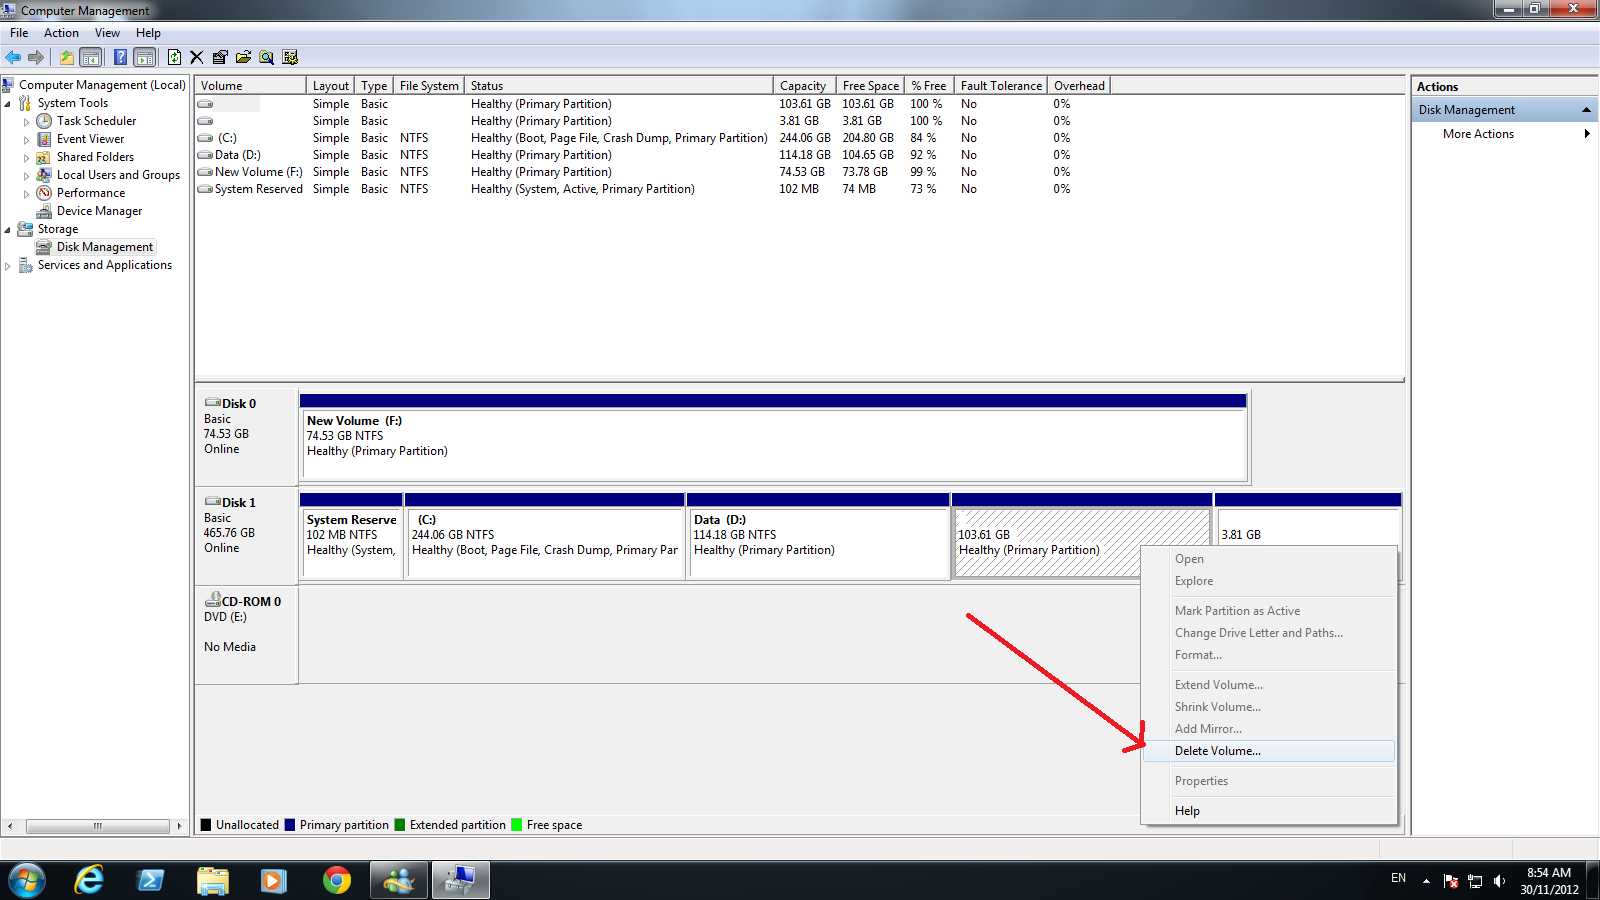 Computer Management
File Action View Help
Computer Management (Local)
System Tools
Task Scheduler
Event Viewer
Shared Folders
Local Users and Groups
Performance
Device Manager
Storage
Disk Management
Services and Applications
Volume Layout Type File System Status Capacity Free Space % Free Fault Tolerance Overhead
Simple Basic Healthy (Primary Partition) 103.61 GB 103.61 GB 100 % No 0%
Simple Basic Healthy (Primary Partition) 3.81 GB 3.81 GB 100 % No 0%
(C:) Simple Basic NTFS Healthy (Boot, Page File, Crash Dump, Primary Partition) 244.06 GB 204.80 GB 84 % No 0%
Data (D:) Simple Basic NTFS Healthy (Primary Partition) 114.18 GB 104.65 GB 92 % No 0%
New Volume (F:) Simple Basic NTFS Healthy (Primary Partition) 74.53 GB 73.78 GB 99 % No 0%
System Reserved Simple Basic NTFS Healthy (System, Active, Primary Partition) 102 MB 74 MB 73 % No 0%
Actions
Disk Management
More Actions
Disk 0
Basic
74.53 GB
Online
New Volume (F:)
74.53 GB NTFS
Healthy (Primary Partition)
Disk 1
Basic
465.76 GB
Online
System Reserve
102 MB NTFS
Healthy (System,
(C:)
244.06 GB NTFS
Healthy (Boot, Page File, Crash Dump, Primary Par
Data (D:)
114.18 GB NTFS
Healthy (Primary Partition)
103.61 GB
Healthy (Primary Partition)
3.81 GB
CD-ROM 0
DVD (E:)
No Media
Open
Explore
Mark Partition as Active
Change Drive Letter and Paths...
Format...
Extend Volume...
Shrink Volume...
Add Mirror...
Delete Volume...
Properties
Help
Unallocated Primary partition Extended partition Free space
EN
8:54 AM
30/11/2012